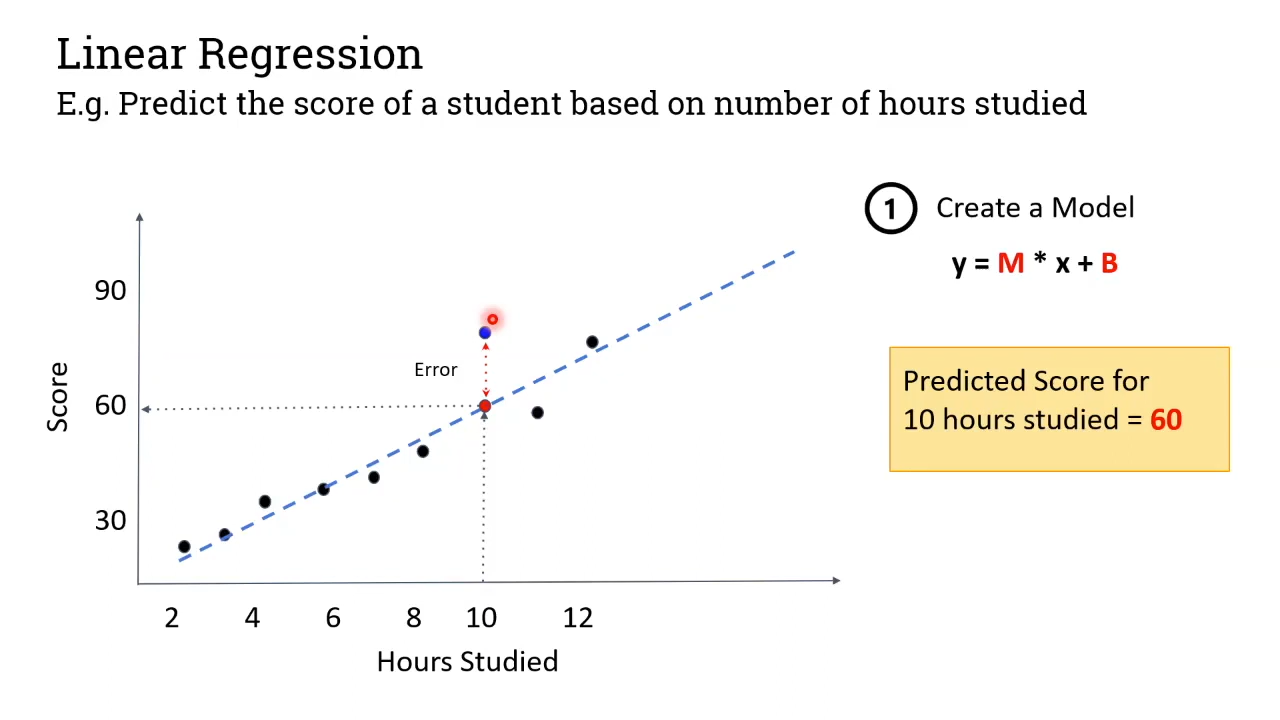 Linear Regression
E.g. Predict the score of a student based on number of hours studied
1 Create a Model
y = M * x + B
90
60
30
Score
Error
Predicted Score for
10 hours studied = 60
2 4 6 8 10 12
Hours Studied